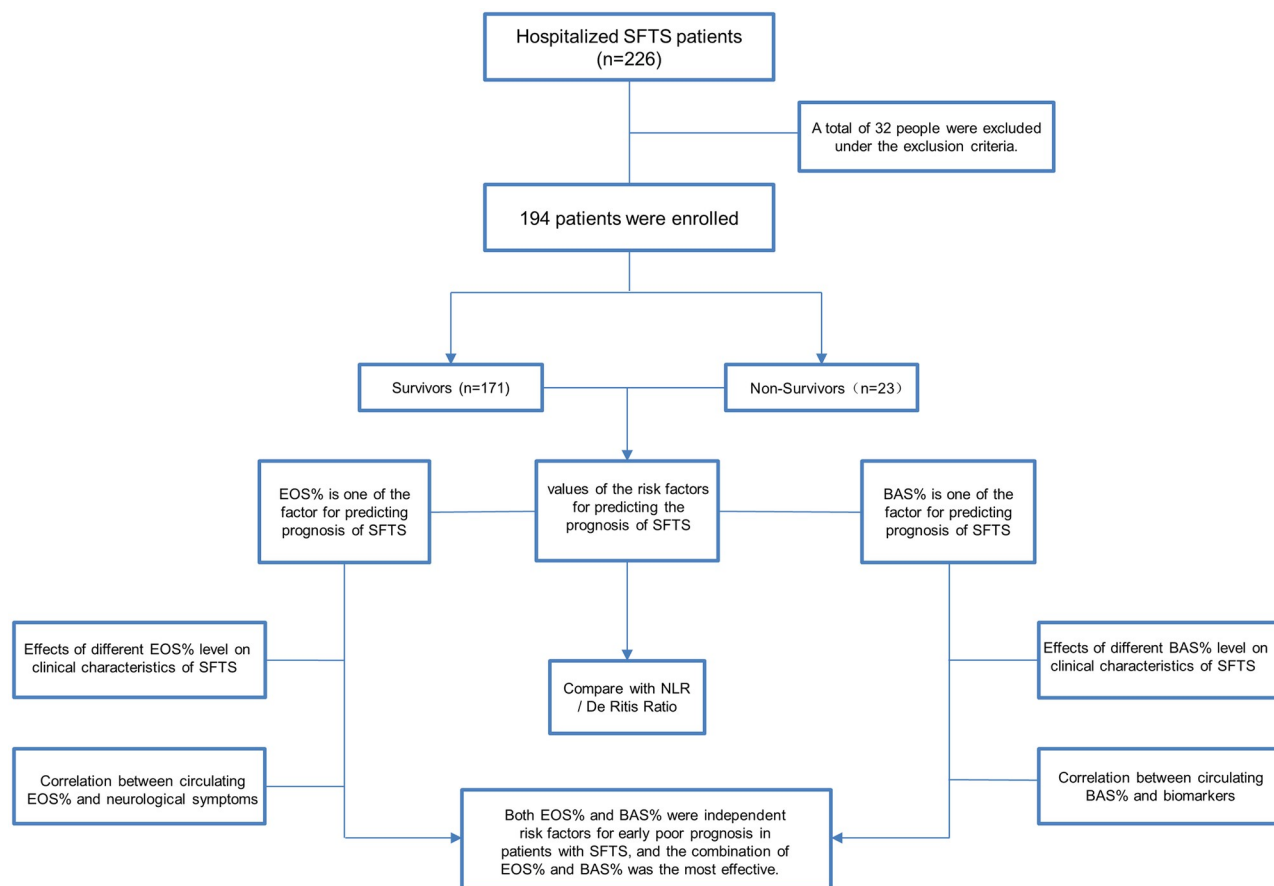 Hospitalized SFTS patients
(n=226)
A total of 32 people were excluded
under the exclusion criteria.
194 patients were enrolled
Survivors (n=171)
Non-Survivors（n=23）
EOS% is one of the
factor for predicting
prognosis of SFTS
values of the risk factors
for predicting the
prognosis of SFTS
BAS% is one of the
factor for predicting
prognosis of SFTS
Effects of different EOS% level on
clinical characteristics of SFTS
Effects of different BAS% level on
clinical characteristics of SFTS
Compare with NLR
/ De Ritis Ratio
Correlation between circulating
EOS% and neurological symptoms
Correlation between circulating
BAS% and biomarkers
Both EOS% and BAS% were independent
risk factors for early poor prognosis in
patients with SFTS, and the combination of
EOS% and BAS% was the most effective.